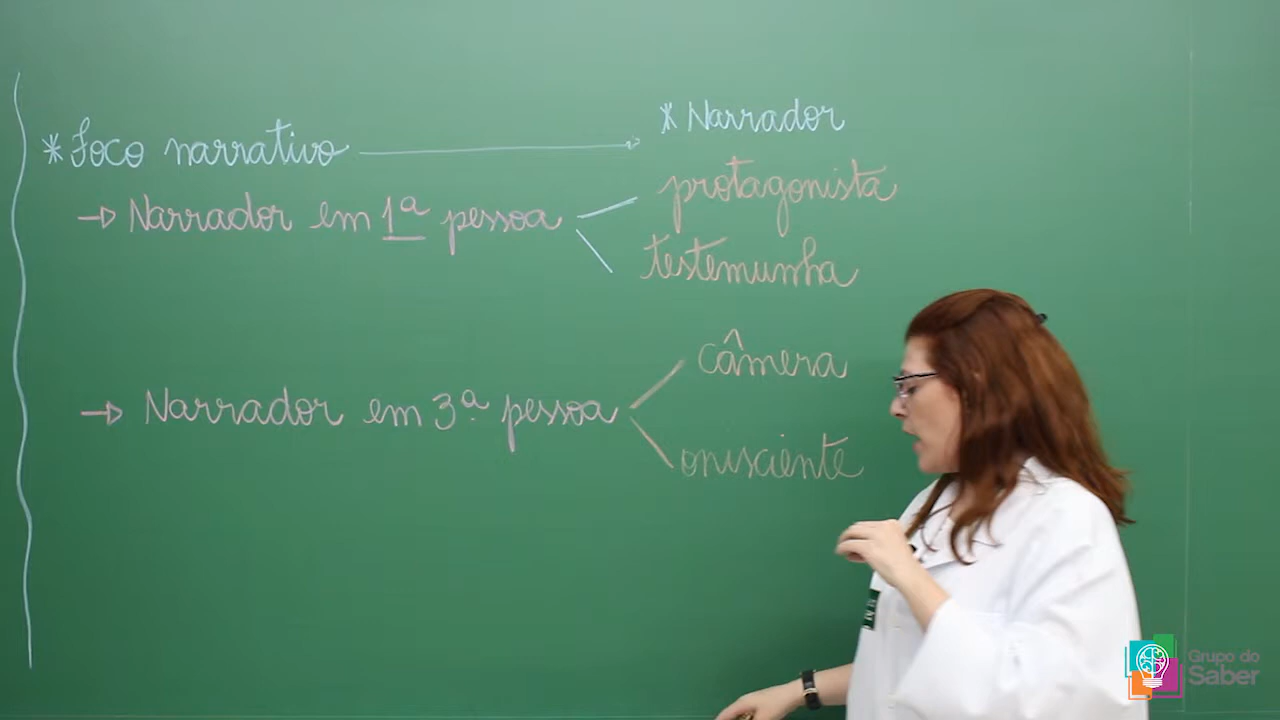 * Foco narrativo
* Narrador
→ Narrador em 1ª pessoa
protagonista
testemunha
→ Narrador em 3ª pessoa
câmera
onisciente
Grupo do
Saber